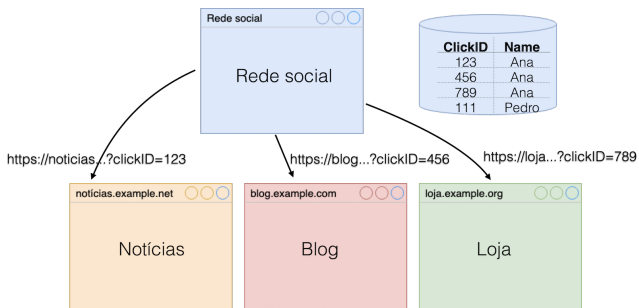 Rede social
Rede social
ClickID Name
123 Ana
456 Ana
789 Ana
111 Pedro
https://noticias...?clickID=123
https://blog...?clickID=456
https://loja...?clickID=789
noticias.example.net
blog.example.com
loja.example.org
Notícias
Blog
Loja